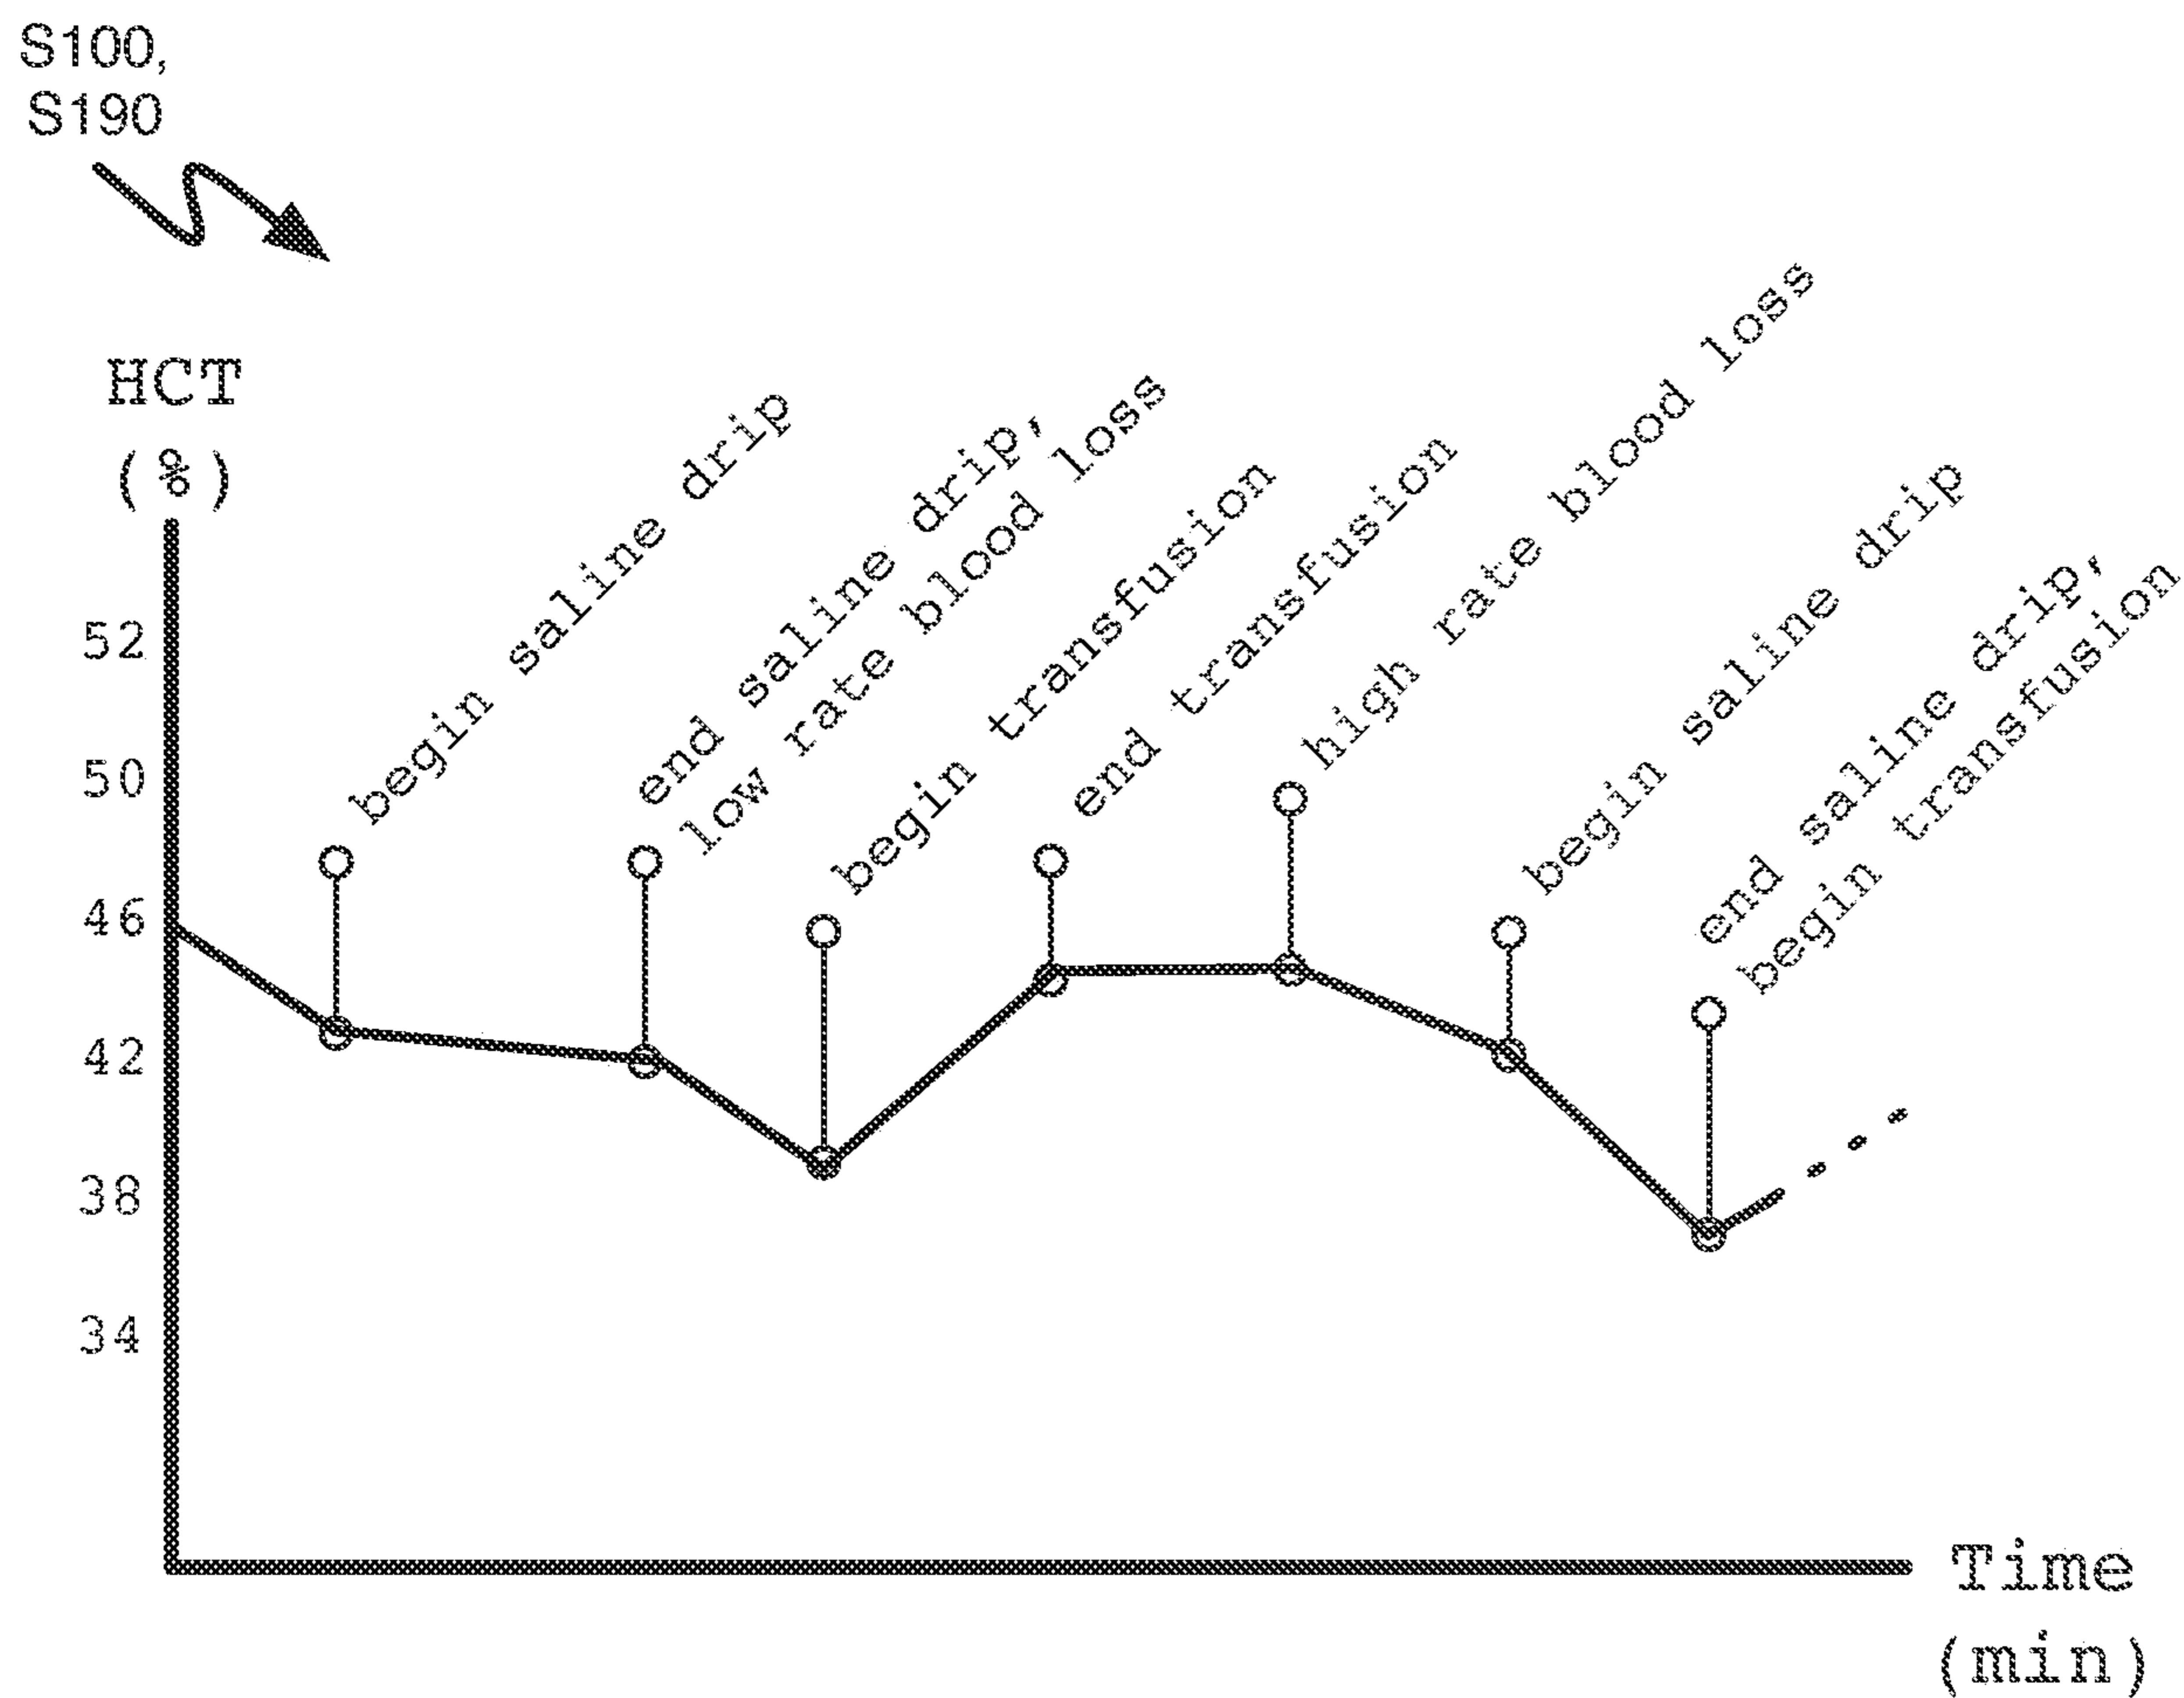 S100,
S190
HCT
(%)
52
50
46
42
38
34
begin saline drip
end saline drip,
low rate blood loss
begin transfusion
end transfusion
high rate blood loss
begin saline drip
end saline drip,
begin transfusion
Time
(min)